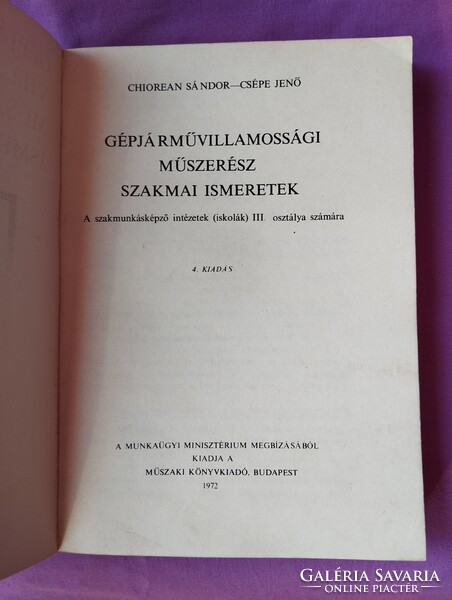 CHIOREAN SÁNDOR—CSÉPE JENŐ
GÉPJÁRMŰVILLAMOSSÁGI
MŰSZERÉSZ
SZAKMAI ISMERETEK
A szakmunkásképző intézetek (iskolák) III. osztálya számára
4. KIADÁS
A MUNKAÜGYI MINISZTÉRIUM MEGBÍZÁSÁBÓL
KIADJA A
MŰSZAKI KÖNYVKIADÓ, BUDAPEST
1972
GALÉRIA SAVARIA
ONLINE PIACTÉR